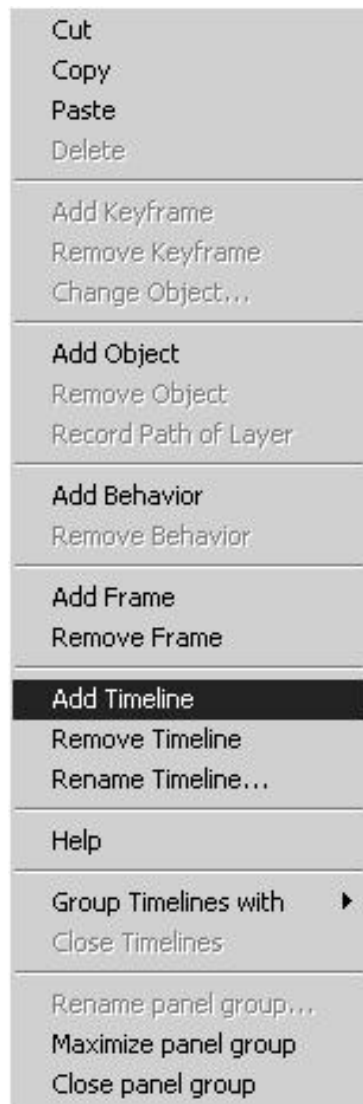 Cut
Copy
Paste
Delete
Add Keyframe
Remove Keyframe
Change Object...
Add Object
Remove Object
Record Path of Layer
Add Behavior
Remove Behavior
Add Frame
Remove Frame
Add Timeline
Remove Timeline
Rename Timeline...
Help
Group Timelines with
Close Timelines
Rename panel group...
Maximize panel group
Close panel group